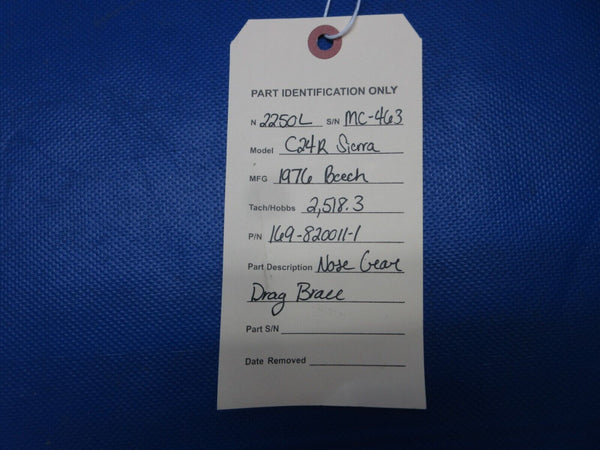 PART IDENTIFICATION ONLY
N 2250L S/N MC-463
Model C24R Sierra
MFG 1976 Beech
Tach/Hobbs 2,518.3
P/N 169-820011-1
Part Description Nose Gear
Drag Brace
Part S/N
Date Removed